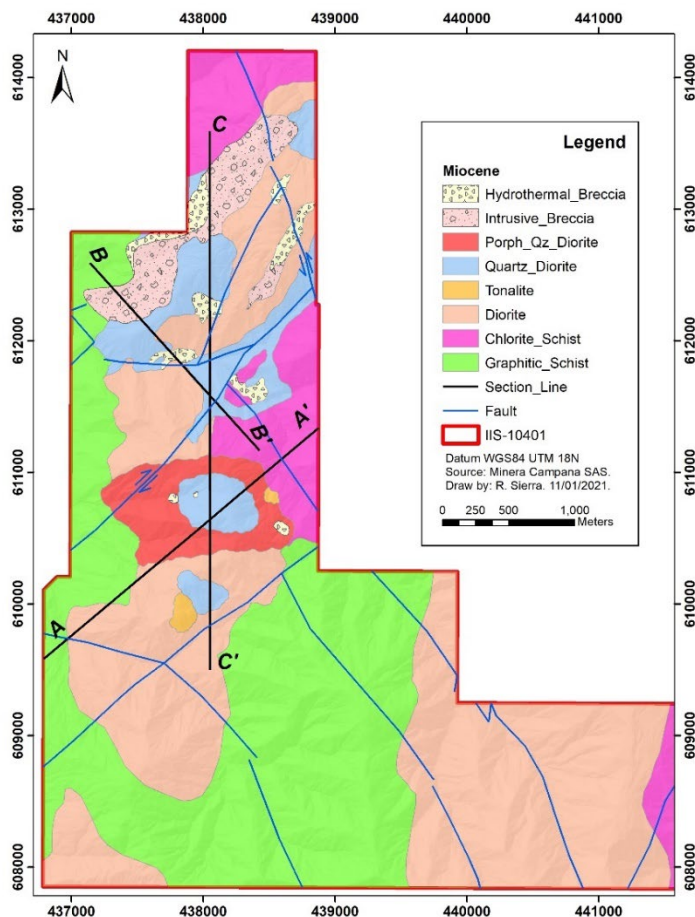 437000 438000 439000 440000 441000
614000
613000
612000
611000
610000
609000
608000
614000
613000
612000
611000
610000
609000
608000
N
C
B
A'
B'
A
C'
Legend
Miocene
Hydrothermal_Breccia
Intrusive_Breccia
Porph_Qz_Diorite
Quartz_Diorite
Tonalite
Diorite
Chlorite_Schist
Graphitic_Schist
Section_Line
Fault
IIS-10401
Datum WGS84 UTM 18N
Source: Minera Campana SAS.
Draw by: R. Sierra. 11/01/2021.
0 250 500 1,000
Meters
437000 438000 439000 440000 441000